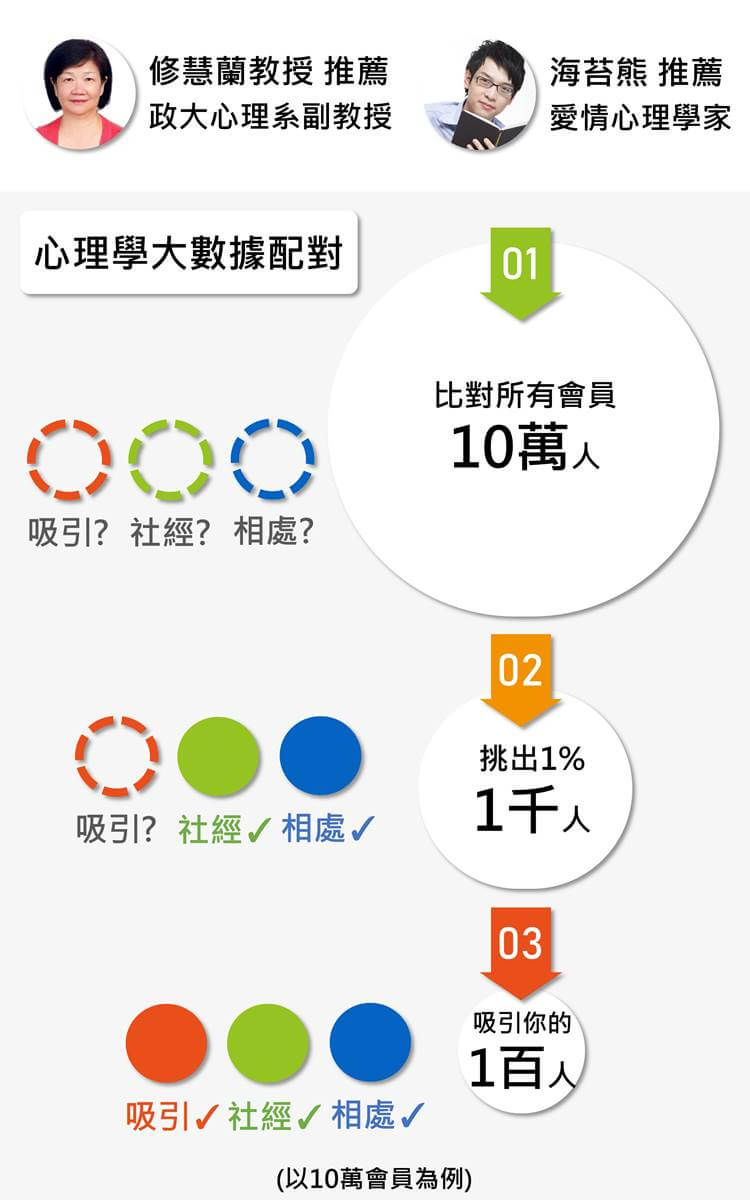 修慧蘭教授 推薦
政大心理系副教授
海苔熊 推薦
愛情心理學家
心理學大數據配對
01
比對所有會員
10萬人
吸引? 社經? 相處?
02
挑出1%
1千人
吸引? 社經✓ 相處✓
03
吸引你的
1百人
吸引✓ 社經✓ 相處✓
(以10萬會員為例)